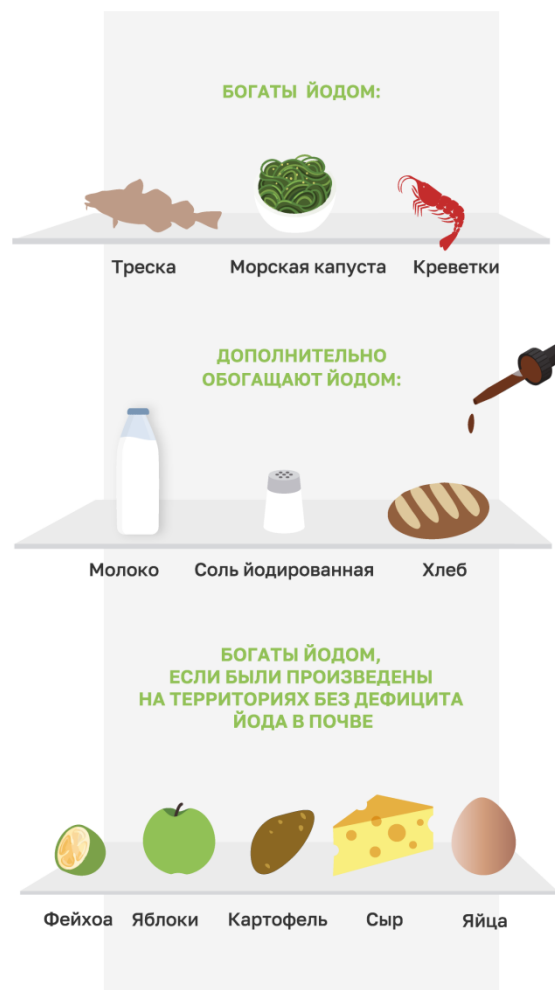 БОГАТЫ ЙОДОМ:
Треска
Морская капуста
Креветки
ДОПОЛНИТЕЛЬНО
ОБОГАЩАЮТ ЙОДОМ:
Молоко
Соль йодированная
Хлеб
БОГАТЫ ЙОДОМ,
ЕСЛИ БЫЛИ ПРОИЗВЕДЕНЫ
НА ТЕРРИТОРИЯХ БЕЗ ДЕФИЦИТА
ЙОДА В ПОЧВЕ
Фейхоа
Яблоки
Картофель
Сыр
Яйца